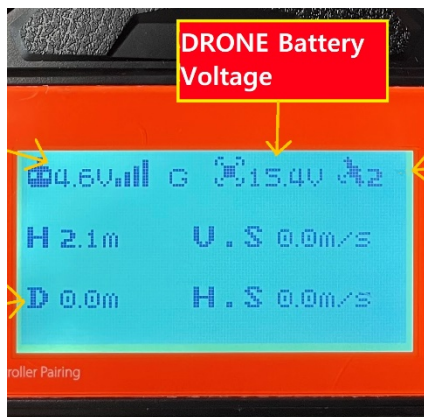 DRONE Battery
Voltage
4.6V G 15.4V 2
H 2.1m V.S 0.0m/s
D 0.0m H.S 0.0m/s
roller Pairing